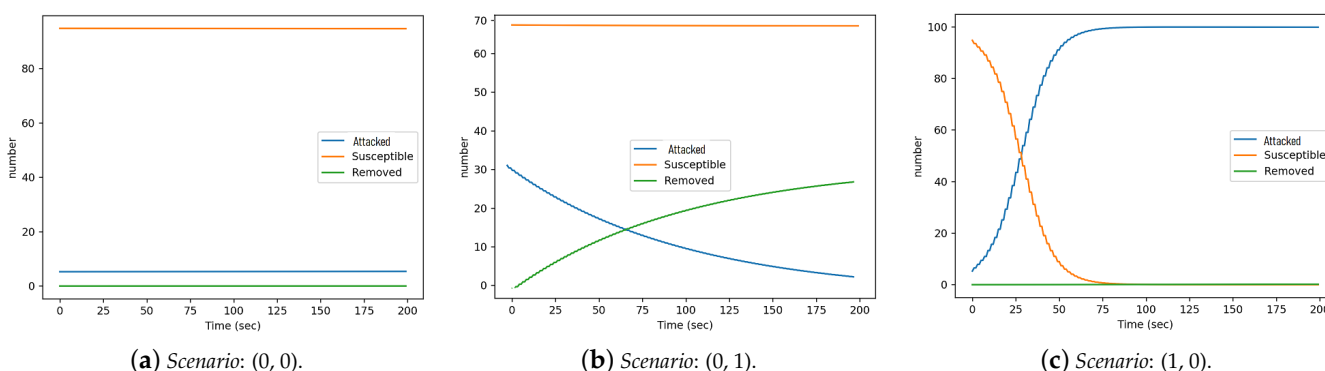 number
80
60
40
20
0
0
25
50
75
100
125
150
175
200
Time (sec)
Attacked
Susceptible
Removed
(a) Scenario: (0, 0).
number
70
60
50
40
30
20
10
0
0
25
50
75
100
125
150
175
200
Time (sec)
Attacked
Susceptible
Removed
(b) Scenario: (0, 1).
number
100
80
60
40
20
0
0
25
50
75
100
125
150
175
200
Time (sec)
Attacked
Susceptible
Removed
(c) Scenario: (1, 0).